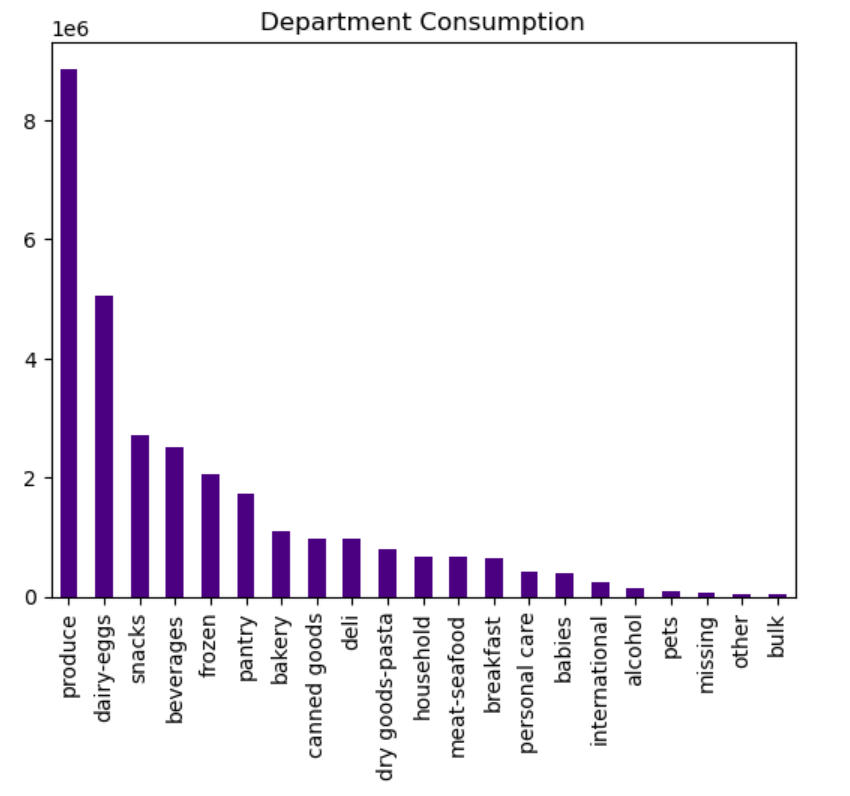 Department Consumption
1e6
8
6
4
2
0
produce
dairy-eggs
snacks
beverages
frozen
pantry
bakery
canned goods
deli
dry goods-pasta
household
meat-seafood
breakfast
personal care
babies
international
alcohol
pets
missing
other
bulk